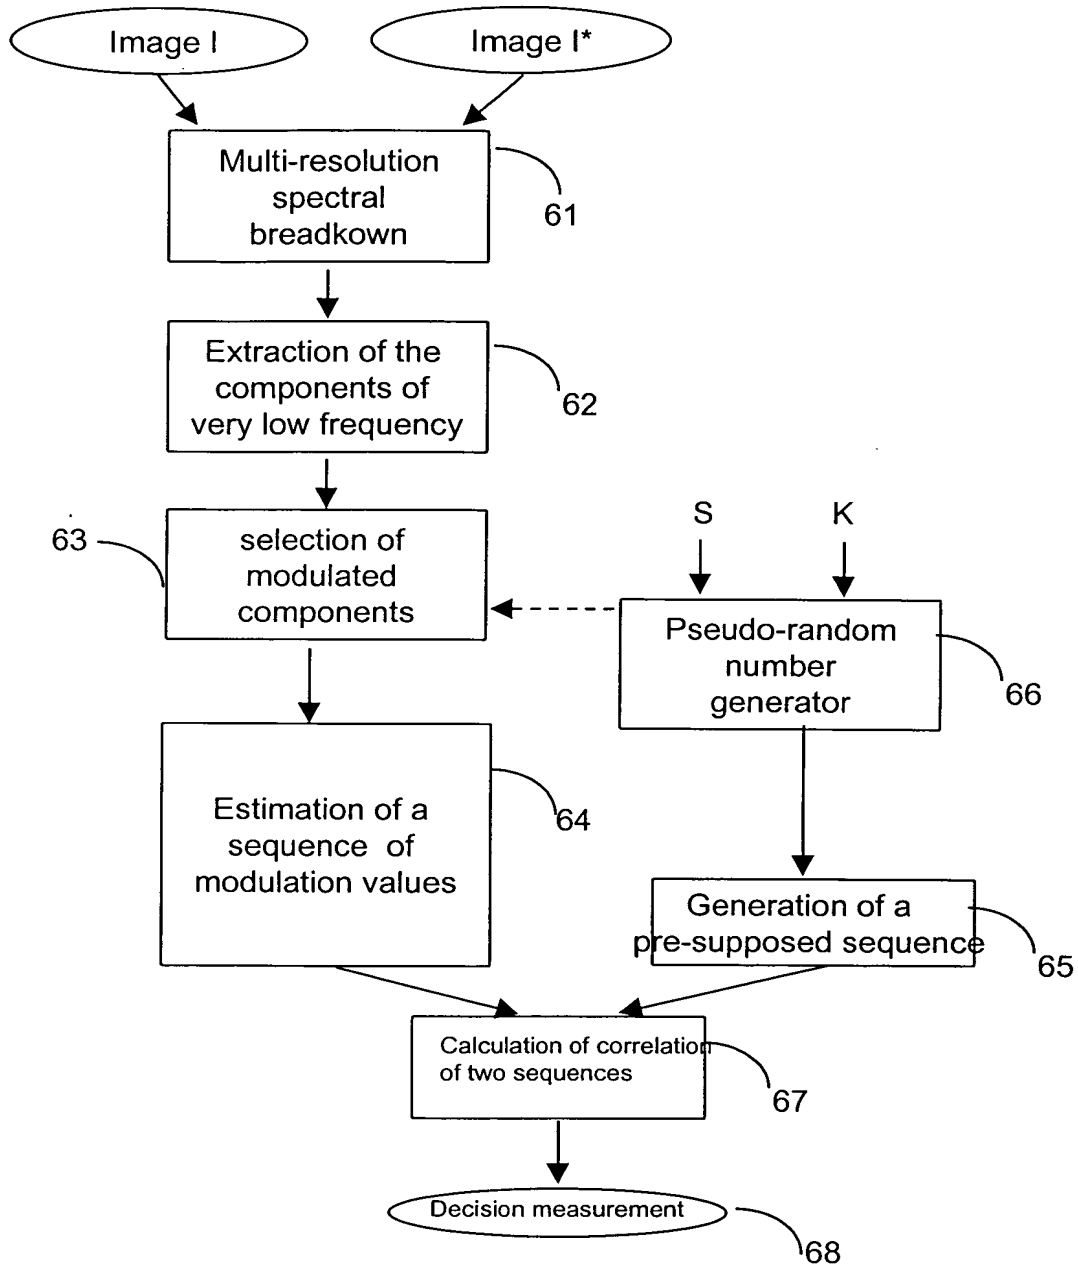 Image I
Image I*
Multi-resolution
spectral
breadkown
61
Extraction of the
components of
very low frequency
62
63
selection of
modulated
components
S
K
Pseudo-random
number
generator
66
Estimation of a
sequence of
modulation values
64
Generation of a
pre-supposed sequence
65
Calculation of correlation
of two sequences
67
Decision measurement
68